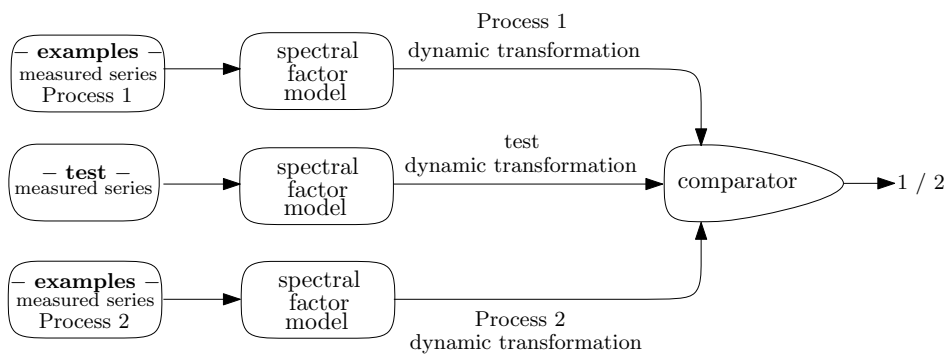 – examples –
measured series
Process 1
spectral
factor
model
Process 1
dynamic transformation
– test –
measured series
spectral
factor
model
test
dynamic transformation
comparator
1 / 2
– examples –
measured series
Process 2
spectral
factor
model
Process 2
dynamic transformation